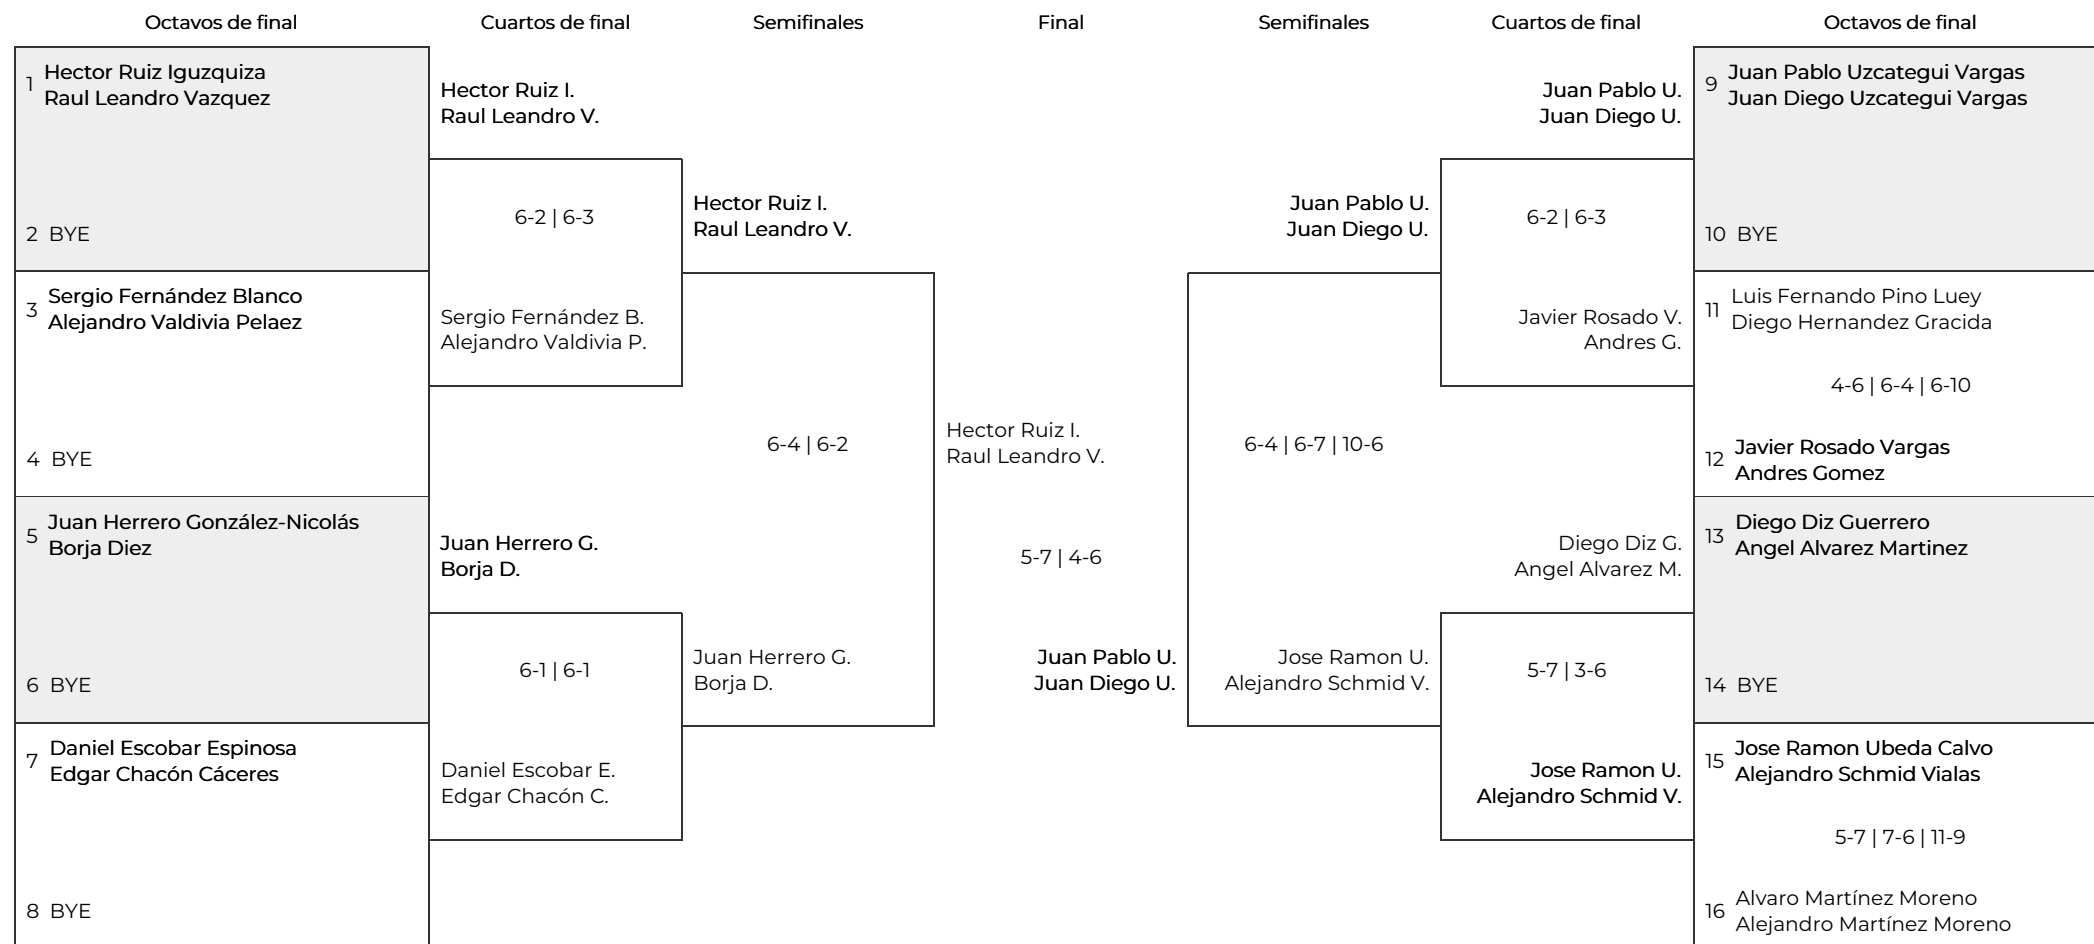 Octavos de final
Cuartos de final
Semifinales
Final
Semifinales
Cuartos de final
Octavos de final
1
Hector Ruiz Iguzquiza
Raul Leandro Vazquez
2 BYE
3
Sergio Fernández Blanco
Alejandro Valdivia Pelaez
4 BYE
5
Juan Herrero González-Nicolás
Borja Diez
6 BYE
7
Daniel Escobar Espinosa
Edgar Chacón Cáceres
8 BYE
Hector Ruiz I.
Raul Leandro V.
6-2 | 6-3
Sergio Fernández B.
Alejandro Valdivia P.
Juan Herrero G.
Borja D.
6-1 | 6-1
Daniel Escobar E.
Edgar Chacón C.
Hector Ruiz I.
Raul Leandro V.
6-4 | 6-2
Juan Herrero G.
Borja D.
Hector Ruiz I.
Raul Leandro V.
5-7 | 4-6
Juan Pablo U.
Juan Diego U.
Juan Pablo U.
Juan Diego U.
6-4 | 6-7 | 10-6
Jose Ramon U.
Alejandro Schmid V.
Juan Pablo U.
Juan Diego U.
6-2 | 6-3
Javier Rosado V.
Andres G.
Diego Diz G.
Angel Alvarez M.
5-7 | 3-6
Jose Ramon U.
Alejandro Schmid V.
9
Juan Pablo Uzcategui Vargas
Juan Diego Uzcategui Vargas
10 BYE
11
Luis Fernando Pino Luey
Diego Hernandez Gracida
4-6 | 6-4 | 6-10
12
Javier Rosado Vargas
Andres Gomez
13
Diego Diz Guerrero
Angel Alvarez Martinez
14 BYE
15
Jose Ramon Ubeda Calvo
Alejandro Schmid Vialas
5-7 | 7-6 | 11-9
16
Alvaro Martínez Moreno
Alejandro Martínez Moreno